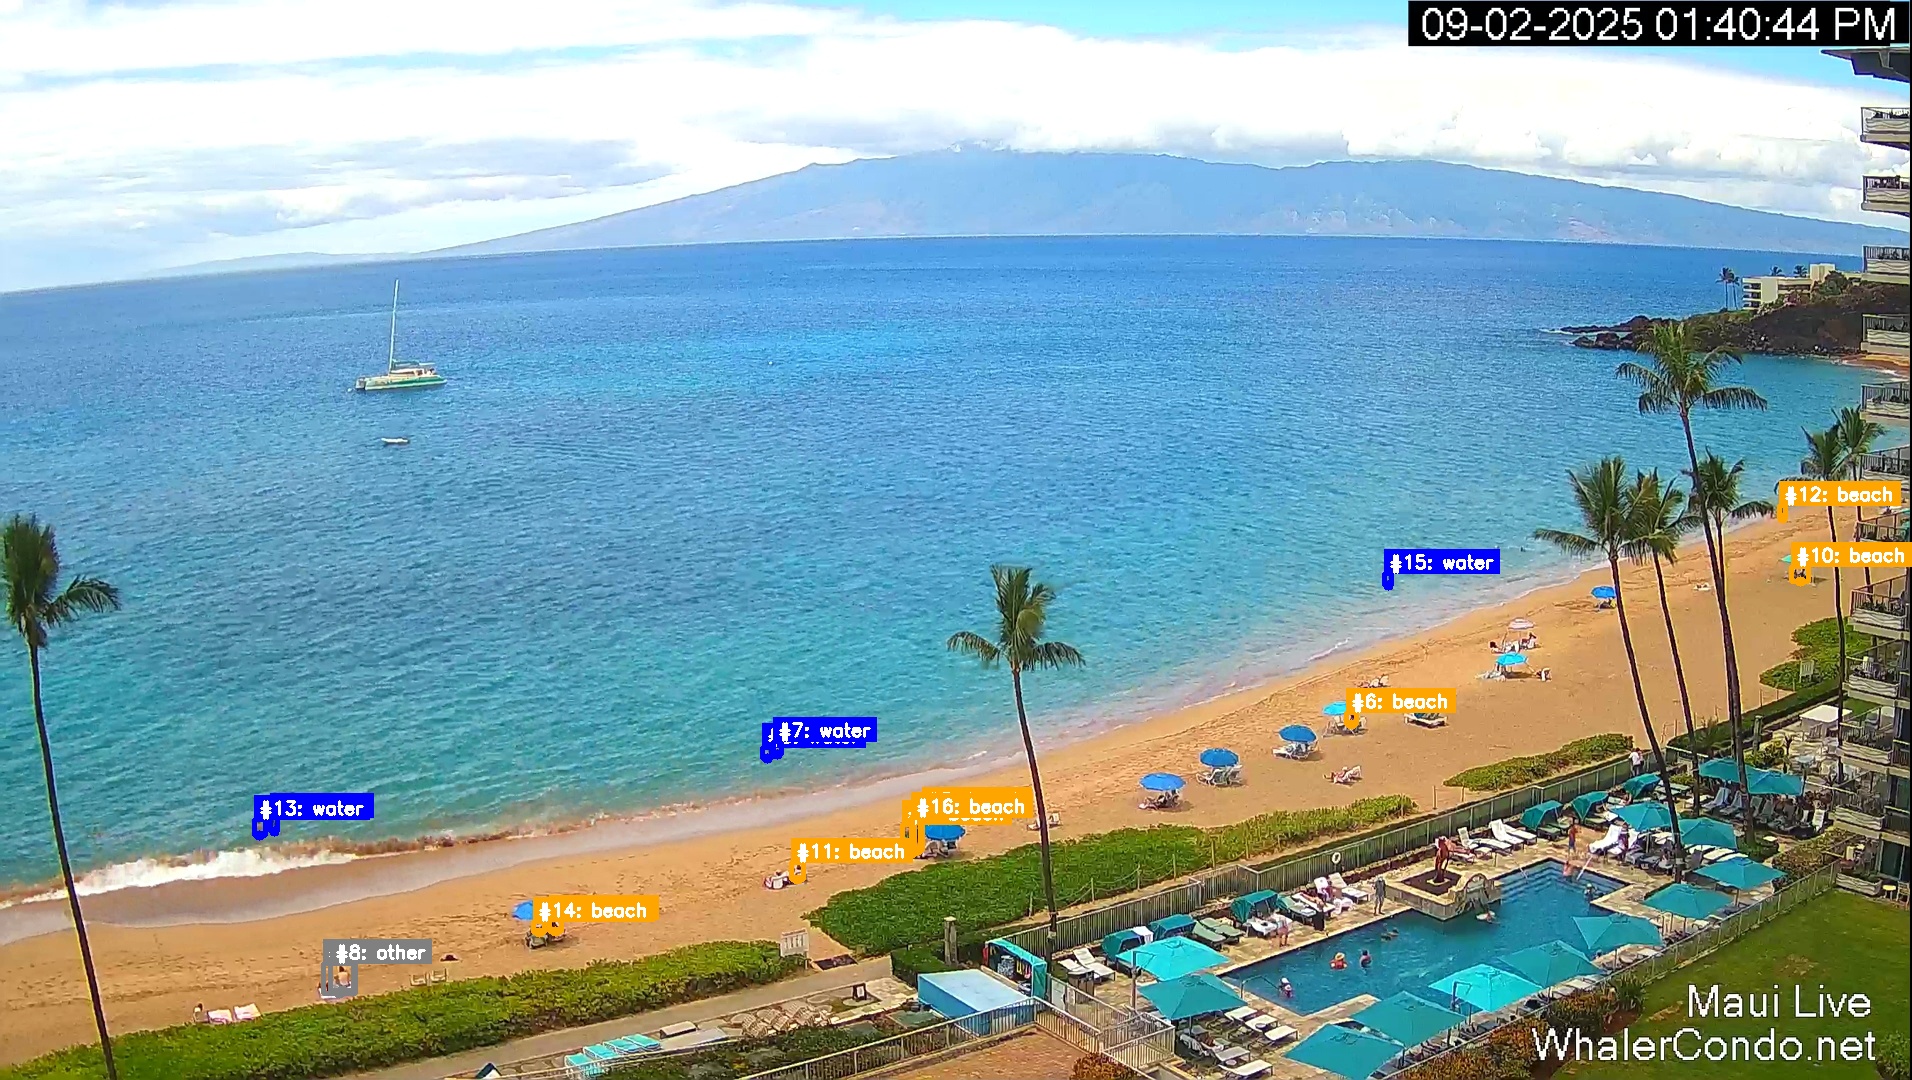 09-02-2025 01:40:44 PM
#12: beach
#10: beach
#15: water
#6: beach
#7: water
#13: water
#16: beach
#11: beach
#14: beach
#8: other
Maui Live
WhalerCondo.net